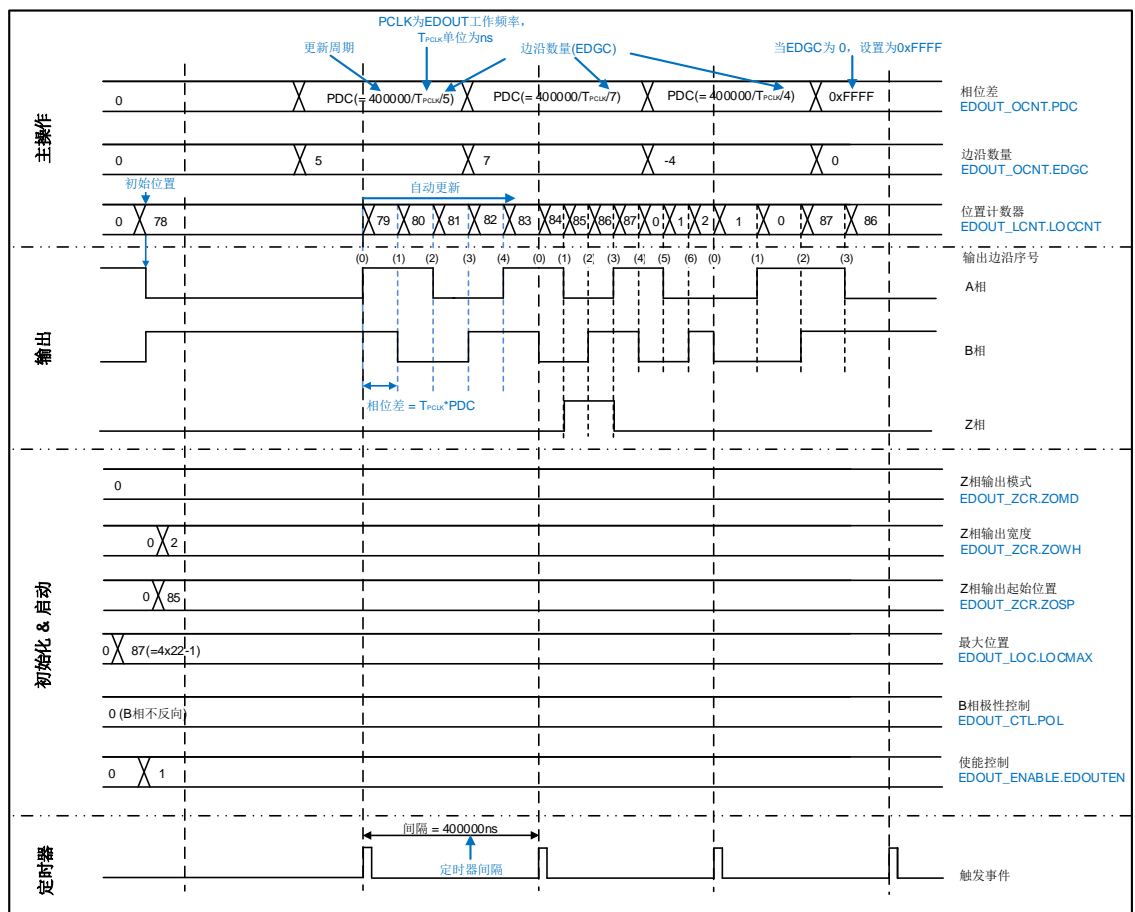 PCLK为EDOUT工作频率，
TPCLK单位为ns
更新周期
边沿数量(EDGC)
当EDGC为 0，设置为0xFFFF
主操作
0
PDC(= 400000/TPCLK/5)
PDC(= 400000/TPCLK/7)
PDC(= 400000/TPCLK/4)
0xFFFF
相位差
EDOUT_OCNT.PDC
0
5
7
-4
0
边沿数量
EDOUT_OCNT.EDGC
初始位置
自动更新
0
78
79
80
81
82
83
84
85
86
87
0
1
2
1
0
87
86
位置计数器
EDOUT_LCNT.LOCCNT
输出
(0)
(1)
(2)
(3)
(4)
(0)
(1)
(2)
(3)
(4)
(5)
(6)
(0)
(1)
(2)
(3)
输出边沿序号
A相
B相
相位差 = TPCLK*PDC
Z相
初始化 & 启动
0
Z相输出模式
EDOUT_ZCR.ZOMD
0
2
Z相输出宽度
EDOUT_ZCR.ZOWH
0
85
Z相输出起始位置
EDOUT_ZCR.ZOSP
0
87(=4x22-1)
最大位置
EDOUT_LOC.LOCMAX
0 (B相不反向)
B相极性控制
EDOUT_CTL.POL
0
1
使能控制
EDOUT_ENABLE.EDOUTEN
定时器
间隔 = 400000ns
定时器间隔
触发事件